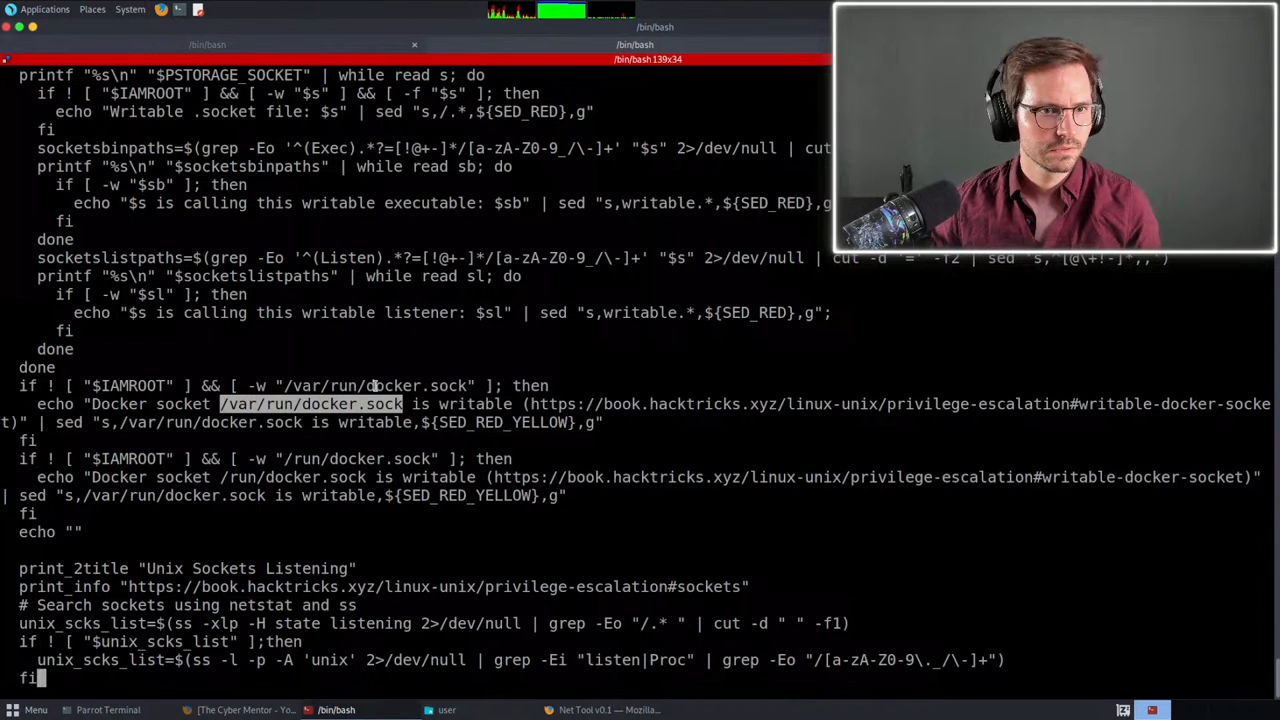 Applications Places System
/bin/bash
/bin/bash
/bin/bash
/bin/bash 139x34
printf "%s\n" "$PSTORAGE_SOCKET" | while read s; do
if ! [ "$IAMROOT" ] && [ -w "$s" ] && [ -f "$s" ]; then
echo "Writable .socket file: $s" | sed "s,/.*,${SED_RED},g"
fi
socketsbinpaths=$(grep -Eo '^(Exec).*?=[!@+-]*/[a-zA-Z0-9_/\-]+' "$s" 2>/dev/null | cut
printf "%s\n" "$socketsbinpaths" | while read sb; do
if [ -w "$sb" ]; then
echo "$s is calling this writable executable: $sb" | sed "s,writable.*,${SED_RED},g
fi
done
socketslistpaths=$(grep -Eo '^(Listen).*?=[!@+-]*/[a-zA-Z0-9_/\-]+' "$s" 2>/dev/null | cut -d "=" -f2 | sed "s,^[@\+!-]*,,')
printf "%s\n" "$socketslistpaths" | while read sl; do
if [ -w "$sl" ]; then
echo "$s is calling this writable listener: $sl" | sed "s,writable.*,${SED_RED},g";
fi
done
done
if ! [ "$IAMROOT" ] && [ -w "/var/run/docker.sock" ]; then
echo "Docker socket /var/run/docker.sock is writable (https://book.hacktricks.xyz/linux-unix/privilege-escalation#writable-docker-socke
t)" | sed "s,/var/run/docker.sock is writable,${SED_RED_YELLOW},g"
fi
if ! [ "$IAMROOT" ] && [ -w "/run/docker.sock" ]; then
echo "Docker socket /run/docker.sock is writable (https://book.hacktricks.xyz/linux-unix/privilege-escalation#writable-docker-socket)"
| sed "s,/var/run/docker.sock is writable,${SED_RED_YELLOW},g"
fi
echo ""
print_2title "Unix Sockets Listening"
print_info "https://book.hacktricks.xyz/linux-unix/privilege-escalation#sockets"
# Search sockets using netstat and ss
unix_scks_list=$(ss -xlp -H state listening 2>/dev/null | grep -Eo "/.* " | cut -d " " -f1)
if ! [ "$unix_scks_list" ];then
unix_scks_list=$(ss -l -p -A 'unix' 2>/dev/null | grep -Ei "listen|Proc" | grep -Eo "/[a-zA-Z0-9\._/\-]+")
fi
Menu Parrot Terminal [The Cyber Mentor - Yo... /bin/bash user Net Tool v0.1 — Mozilla...